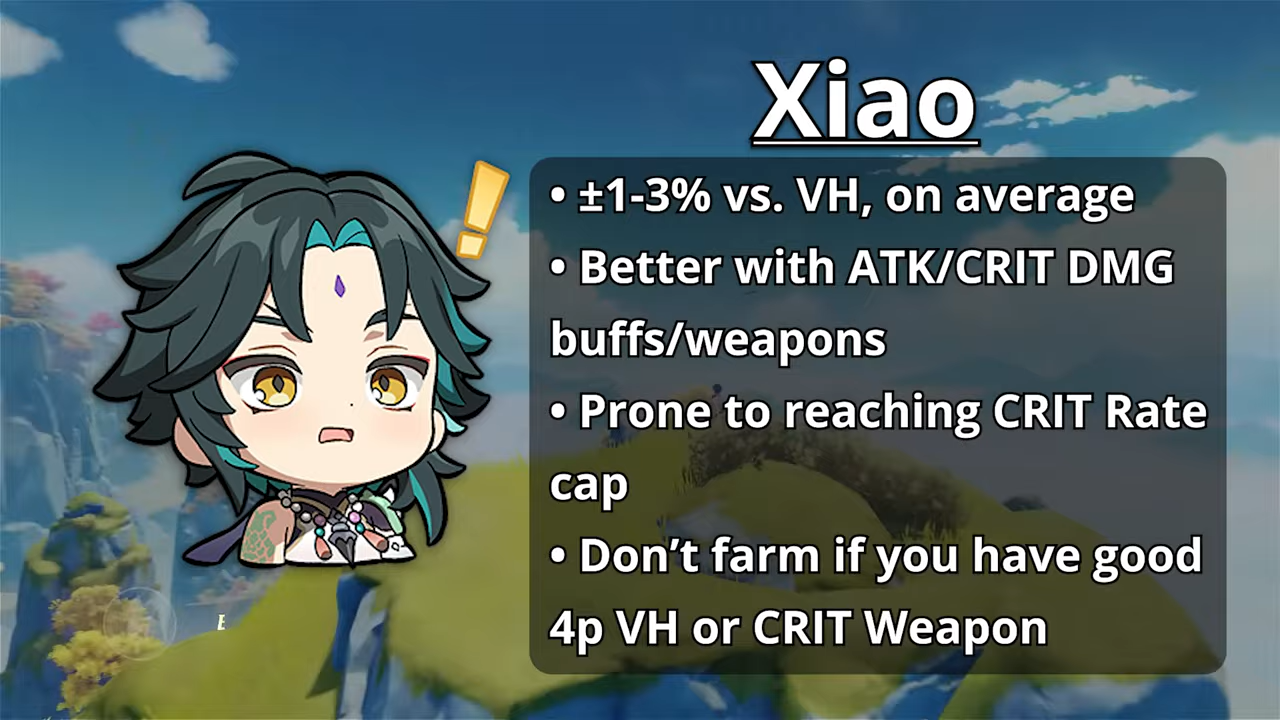 Xiao
• ±1-3% vs. VH, on average
• Better with ATK/CRIT DMG
buffs/weapons
• Prone to reaching CRIT Rate
cap
• Don’t farm if you have good
4p VH or CRIT Weapon
E